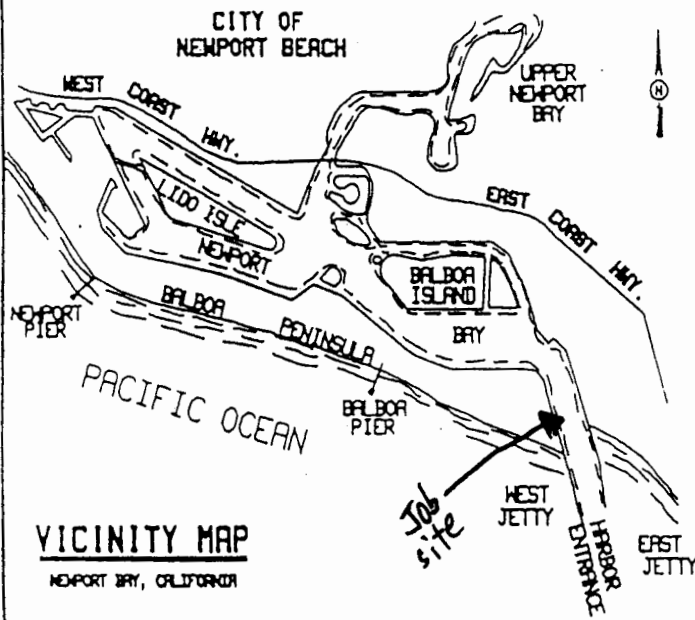 CITY OF
NEWPORT BEACH
UPPER
NEWPORT
BAY
N
WEST COAST HWY.
EAST COAST HWY.
LIDO ISLE
NEWPORT
BALBOA
ISLAND
BAY
NEWPORT
PIER
BALBOA PENINSULA
BALBOA
PIER
PACIFIC OCEAN
Job
site
WEST
JETTY
HARBOR
ENTRANCE
EAST
JETTY
VICINITY MAP
NEWPORT BAY, CALIFORNIA